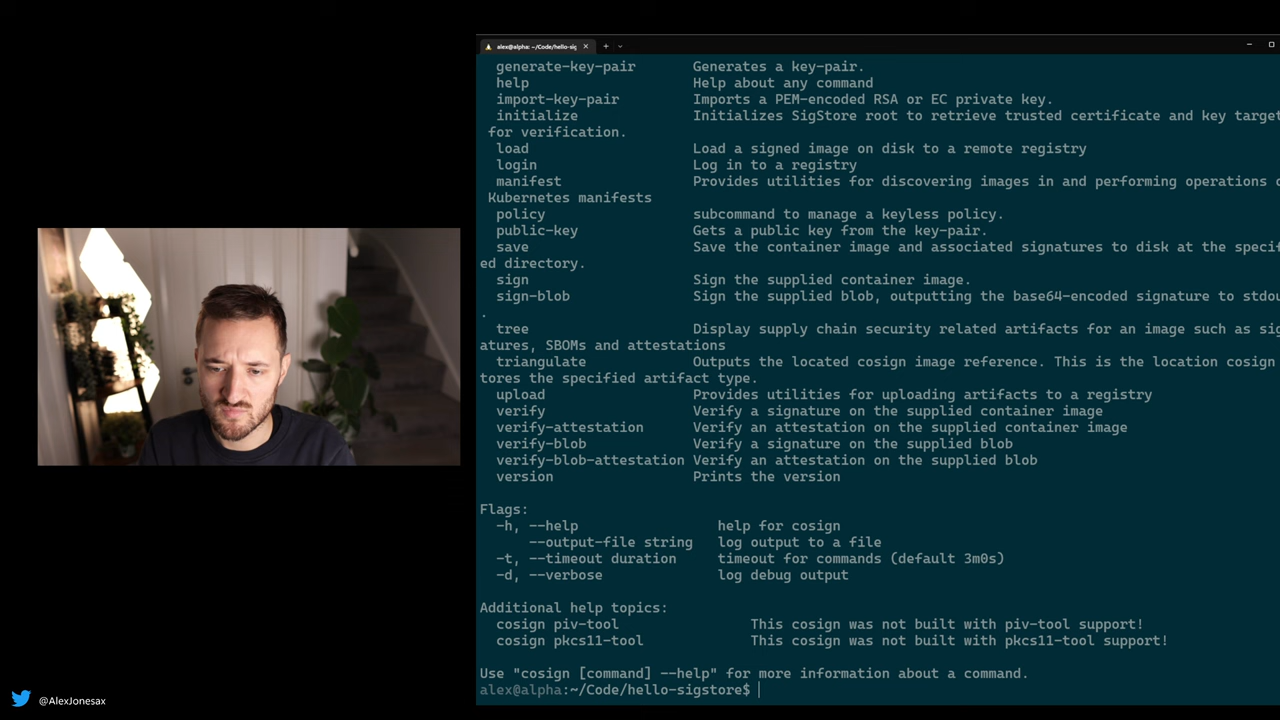 alex@alpha: ~/Code/hello-sig
generate-key-pair Generates a key-pair.
help Help about any command
import-key-pair Imports a PEM-encoded RSA or EC private key.
initialize Initializes SigStore root to retrieve trusted certificate and key target
for verification.
load Load a signed image on disk to a remote registry
login Log in to a registry
manifest Provides utilities for discovering images in and performing operations o
Kubernetes manifests
policy subcommand to manage a keyless policy.
public-key Gets a public key from the key-pair.
save Save the container image and associated signatures to disk at the specif
ed directory.
sign Sign the supplied container image.
sign-blob Sign the supplied blob, outputting the base64-encoded signature to stdou
.
tree Display supply chain security related artifacts for an image such as sig
atures, SBOMs and attestations
triangulate Outputs the located cosign image reference. This is the location cosign
tores the specified artifact type.
upload Provides utilities for uploading artifacts to a registry
verify Verify a signature on the supplied container image
verify-attestation Verify an attestation on the supplied container image
verify-blob Verify a signature on the supplied blob
verify-blob-attestation Verify an attestation on the supplied blob
version Prints the version
Flags:
-h, --help help for cosign
--output-file string log output to a file
-t, --timeout duration timeout for commands (default 3m0s)
-d, --verbose log debug output
Additional help topics:
cosign piv-tool This cosign was not built with piv-tool support!
cosign pkcs11-tool This cosign was not built with pkcs11-tool support!
Use "cosign [command] --help" for more information about a command.
alex@alpha:~/Code/hello-sigstore$
@AlexJonesax